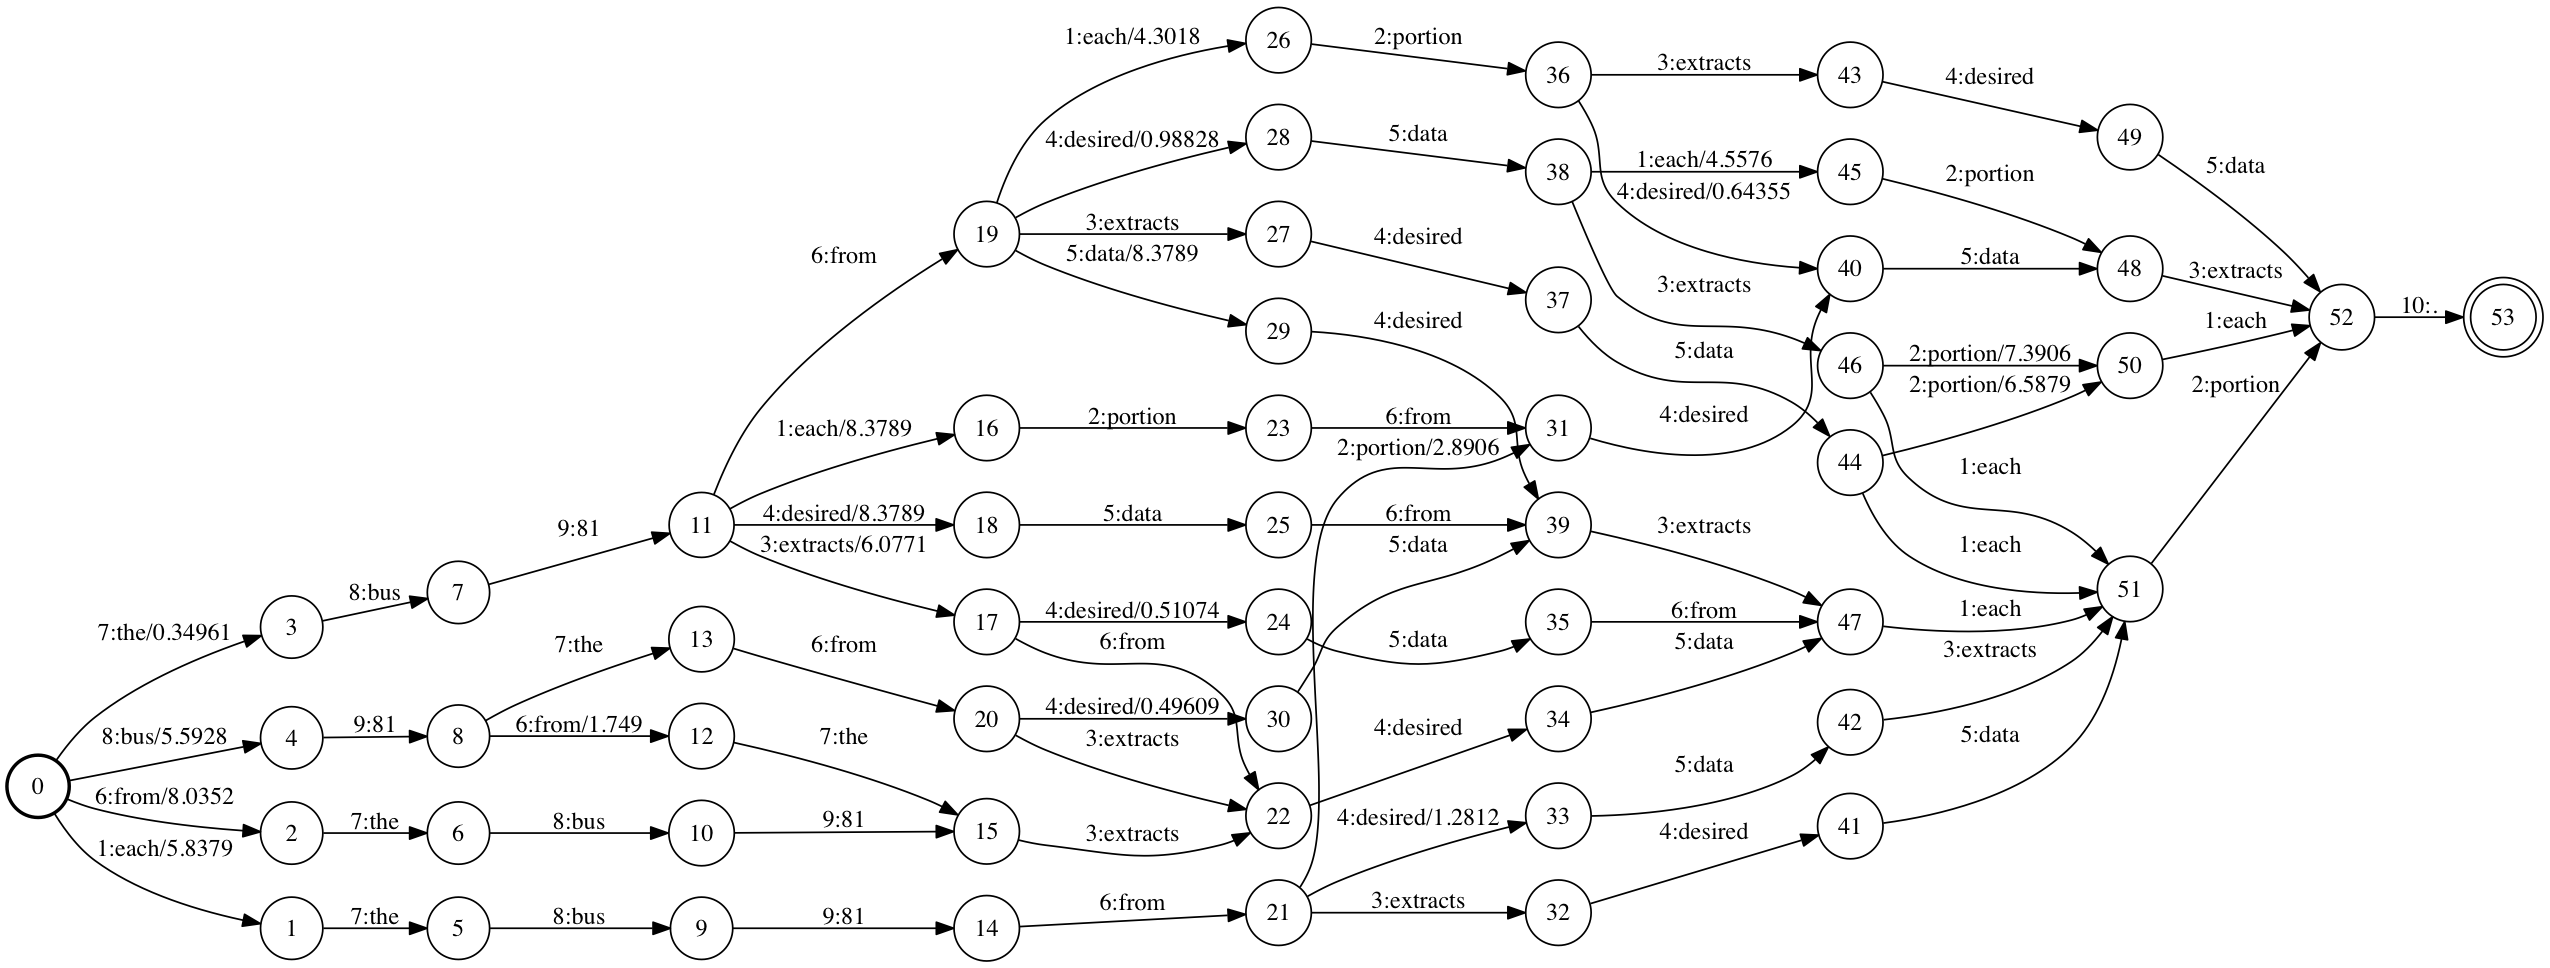 1:each/4.3018
26
2:portion
36
3:extracts
43
4:desired
49
5:data
4:desired/0.98828
28
5:data
38
1:each/4.5576
45
2:portion
4:desired/0.64355
19
3:extracts
27
4:desired
5:data/8.3789
6:from
40
5:data
48
3:extracts
3:extracts
37
29
4:desired
52
10:.
53
1:each
5:data
46
2:portion/7.3906
50
2:portion/6.5879
2:portion
1:each/8.3789
16
2:portion
23
6:from
31
4:desired
2:portion/2.8906
44
1:each
9:81
11
4:desired/8.3789
18
5:data
25
6:from
39
3:extracts
3:extracts/6.0771
5:data
1:each
8:bus
7
51
7:the/0.34961
3
7:the
13
6:from
17
4:desired/0.51074
24
5:data
35
6:from
47
1:each
6:from
5:data
3:extracts
8:bus/5.5928
4
9:81
8
6:from/1.749
12
7:the
20
4:desired/0.49609
30
3:extracts
4:desired
34
42
5:data
0
6:from/8.0352
2
7:the
6
8:bus
10
9:81
15
3:extracts
22
4:desired/1.2812
33
5:data
4:desired
41
1:each/5.8379
1
7:the
5
8:bus
9
9:81
14
6:from
21
3:extracts
32